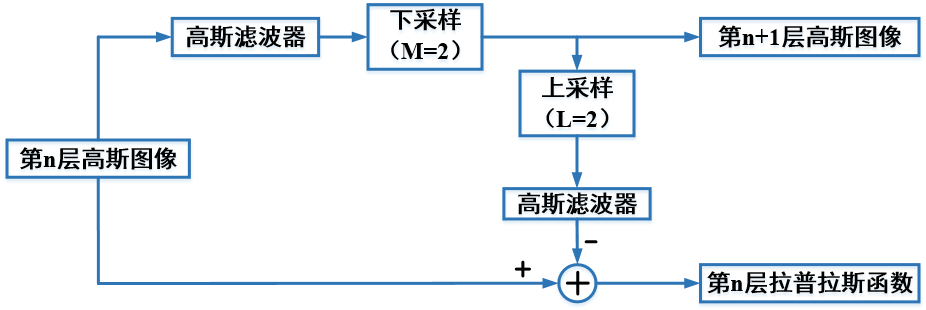 高斯滤波器
下采样
（M=2）
第n+1层高斯图像
上采样
（L=2）
第n层高斯图像
高斯滤波器
−
+
+
第n层拉普拉斯函数